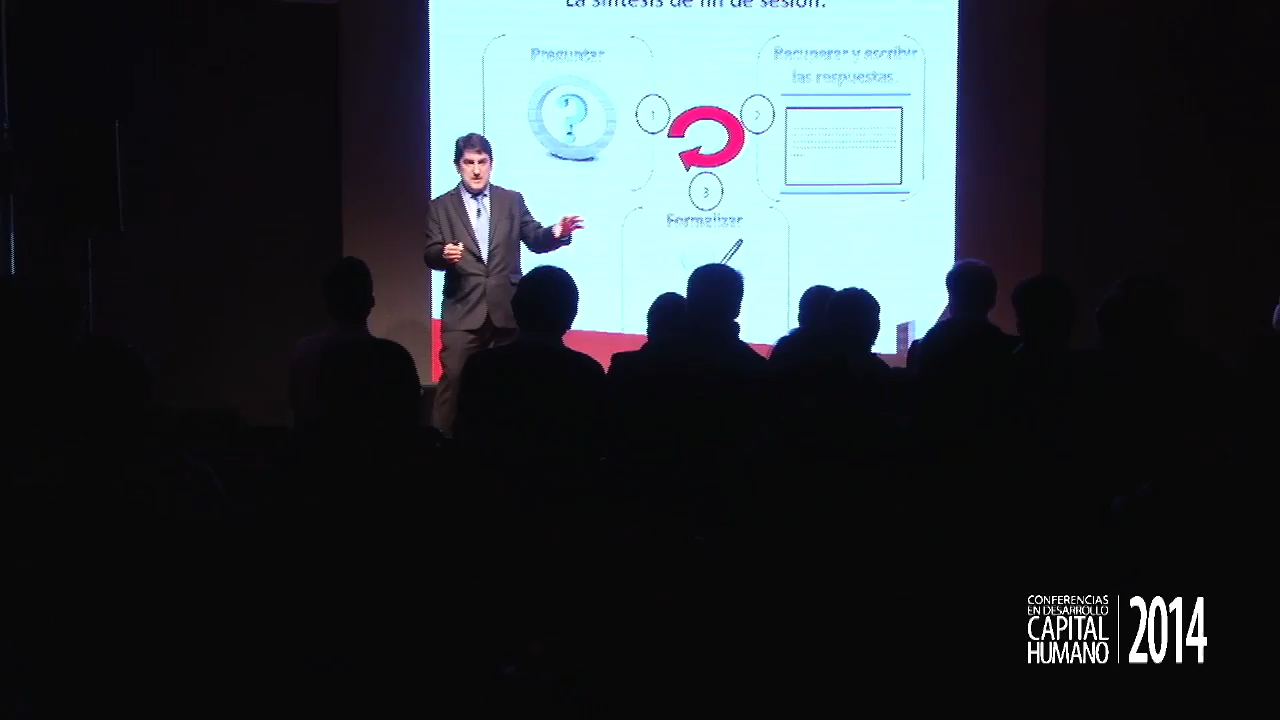 La síntesis de fin de sesión.
Preguntar
Recuperar y escribir
las respuestas.
?
1
2
3
Formalizar
CONFERENCIAS
EN DESARROLLO
CAPITAL
HUMANO
2014